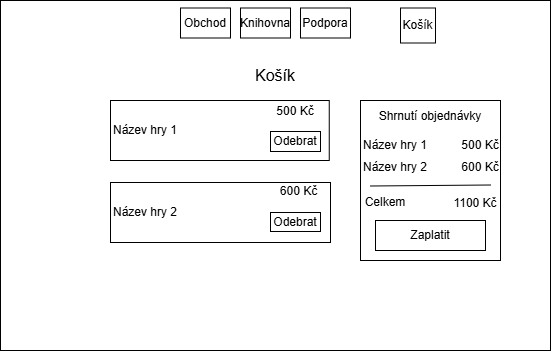 Obchod Knihovna Podpora Košík
Košík
500 Kč
Název hry 1
Odebrat
600 Kč
Název hry 2
Odebrat
Shrnutí objednávky
Název hry 1 500 Kč
Název hry 2 600 Kč
Celkem 1100 Kč
Zaplatit